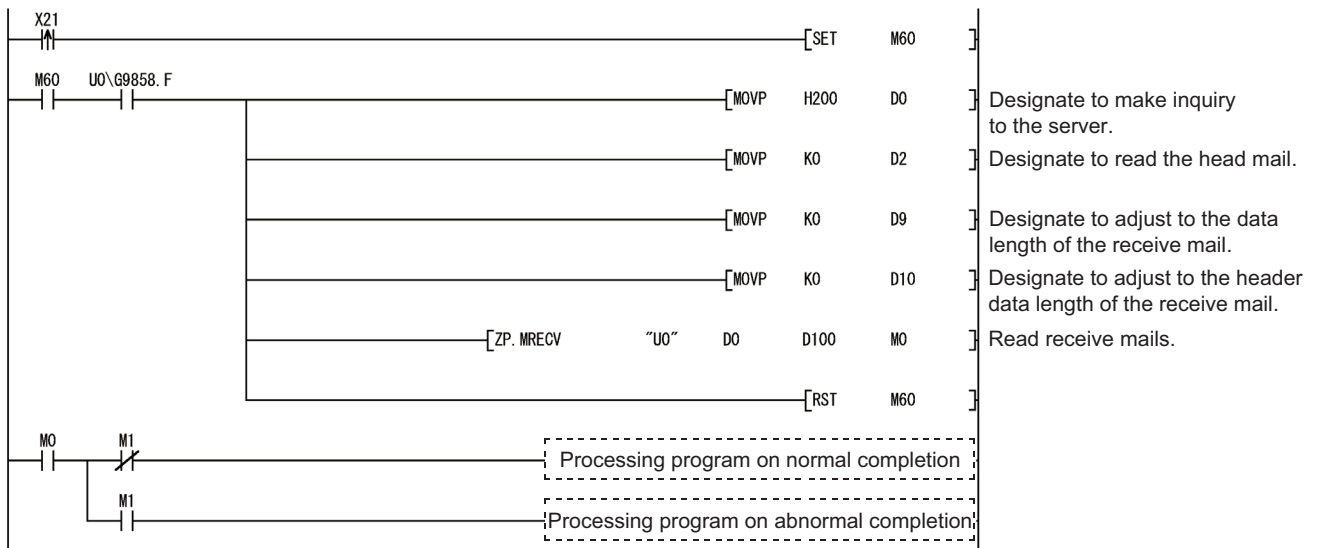 X21
SET M60
M60 U0\G9858.F
MOVP H200 D0 Designate to make inquiry
to the server.
MOVP K0 D2 Designate to read the head mail.
MOVP K0 D9 Designate to adjust to the data
length of the receive mail.
MOVP K0 D10 Designate to adjust to the header
data length of the receive mail.
ZP.MRECV "U0" D0 D100 M0 Read receive mails.
RST M60
M0 M1
Processing program on normal completion
M1
Processing program on abnormal completion